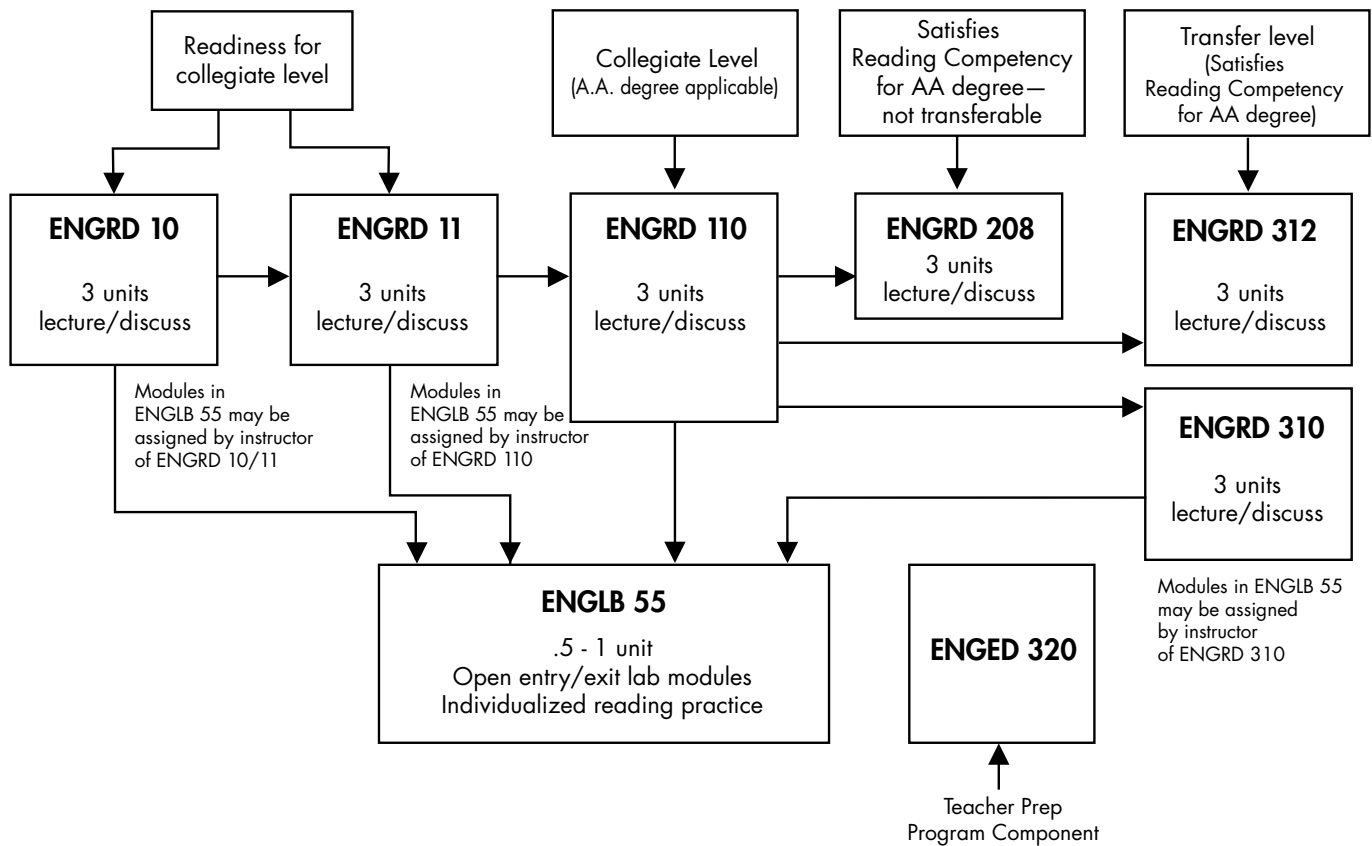 Readiness for
collegiate level
Collegiate Level
(A.A. degree applicable)
Satisfies
Reading Competency
for AA degree—
not transferable
Transfer level
(Satisfies
Reading Competency
for AA degree)
ENGRD 10
3 units
lecture/discuss
ENGRD 11
3 units
lecture/discuss
ENGRD 110
3 units
lecture/discuss
ENGRD 208
3 units
lecture/discuss
ENGRD 312
3 units
lecture/discuss
Modules in
ENGLB 55 may be
assigned by instructor
of ENGRD 10/11
Modules in
ENGLB 55 may be
assigned by instructor
of ENGRD 110
ENGRD 310
3 units
lecture/discuss
Modules in ENGLB 55
may be assigned
by instructor
of ENGRD 310
ENGLB 55
.5 - 1 unit
Open entry/exit lab modules
Individualized reading practice
ENGED 320
Teacher Prep
Program Component